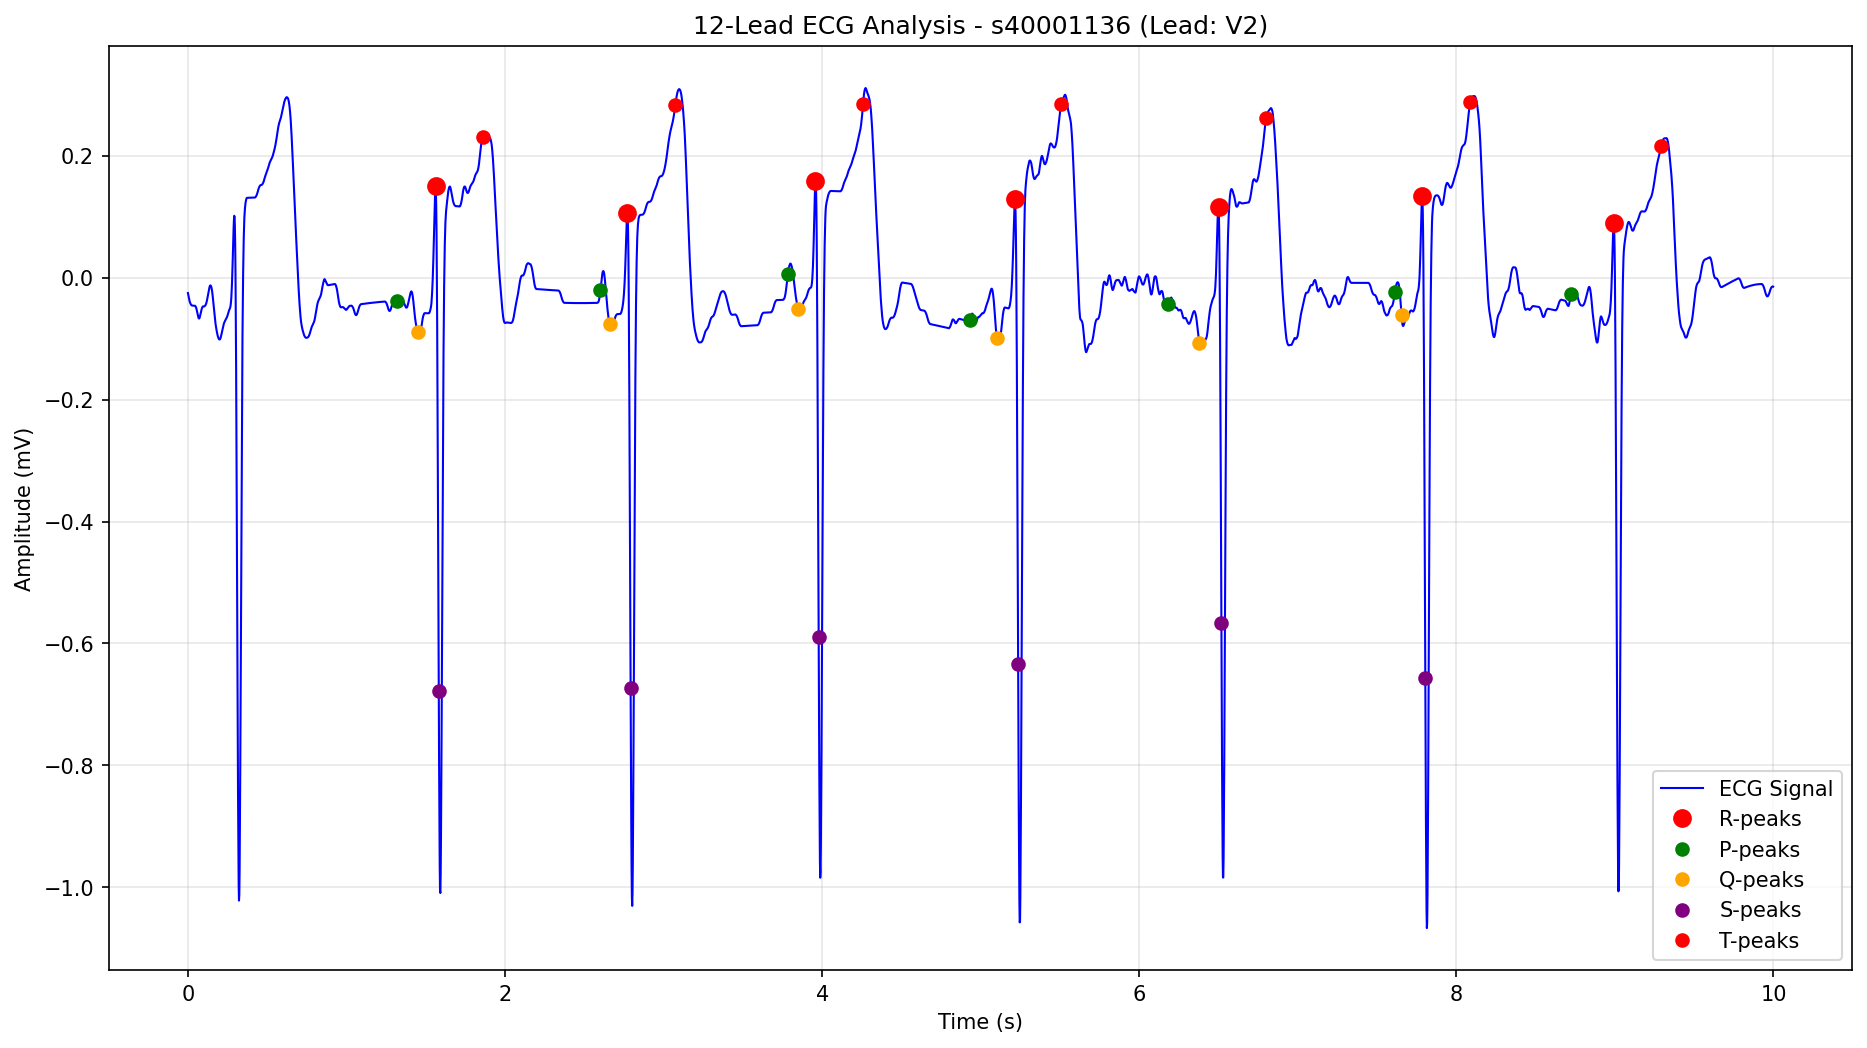 12-Lead ECG Analysis - s40001136 (Lead: V2)
Amplitude (mV)
0.2
0.0
−0.2
−0.4
−0.6
−0.8
−1.0
0 2 4 6 8 10
Time (s)
ECG Signal
R-peaks
P-peaks
Q-peaks
S-peaks
T-peaks